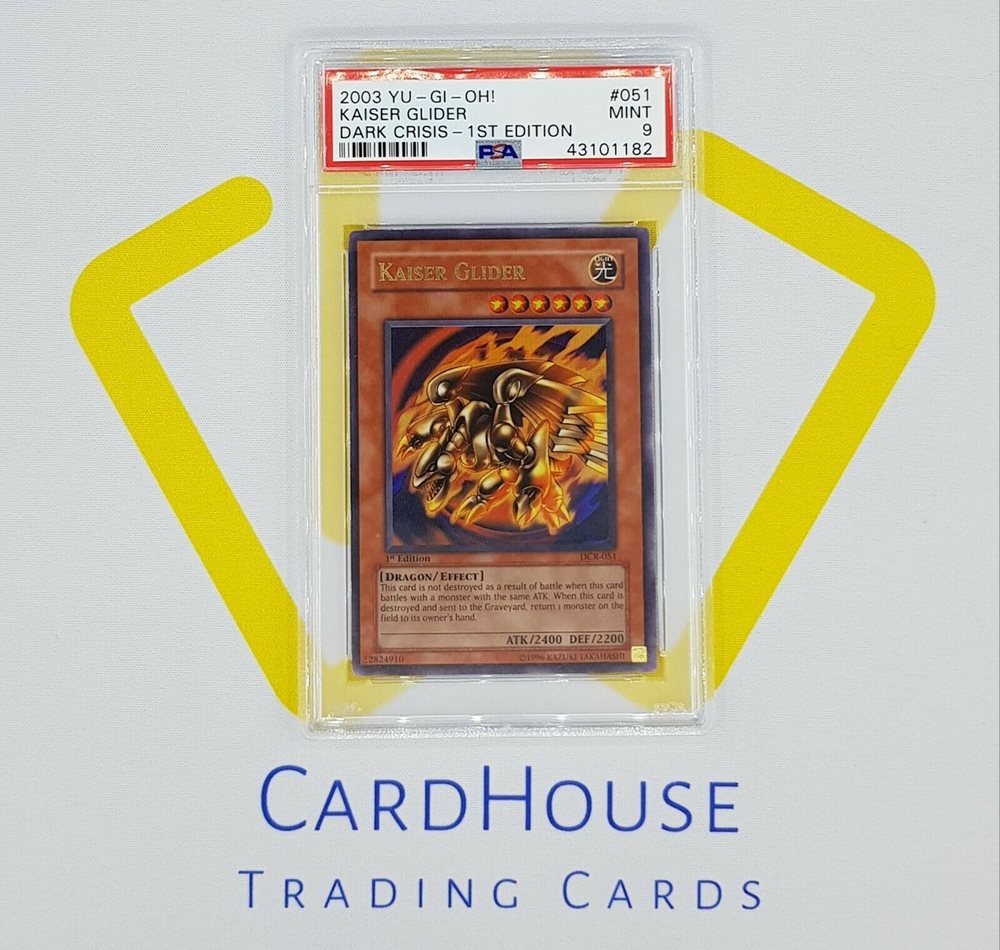 2003 YU-GI-OH! #051
KAISER GLIDER MINT
DARK CRISIS - 1ST EDITION 9
PSA 43101182
KAISER GLIDER
LIGHT
光
1st Edition DCR-051
[DRAGON/EFFECT]
This card is not destroyed as a result of battle when this card
battles with a monster with the same ATK. When this card is
destroyed and sent to the Graveyard, return 1 monster on the
field to its owner's hand.
ATK/2400 DEF/2200
52824910 ©1996 KAZUKI TAKAHASHI
CARDHOUSE
TRADING CARDS